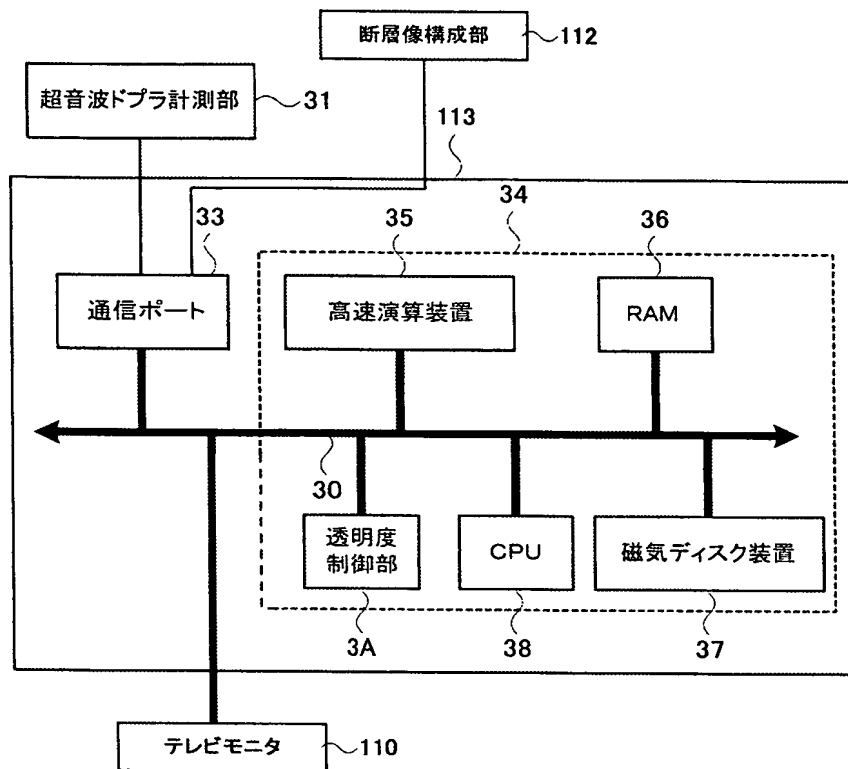 断層像構成部
112
超音波ドプラ計測部
31
113
34
33
35
36
通信ポート
高速演算装置
RAM
30
透明度
制御部
CPU
磁気ディスク装置
3A
38
37
テレビモニタ
110